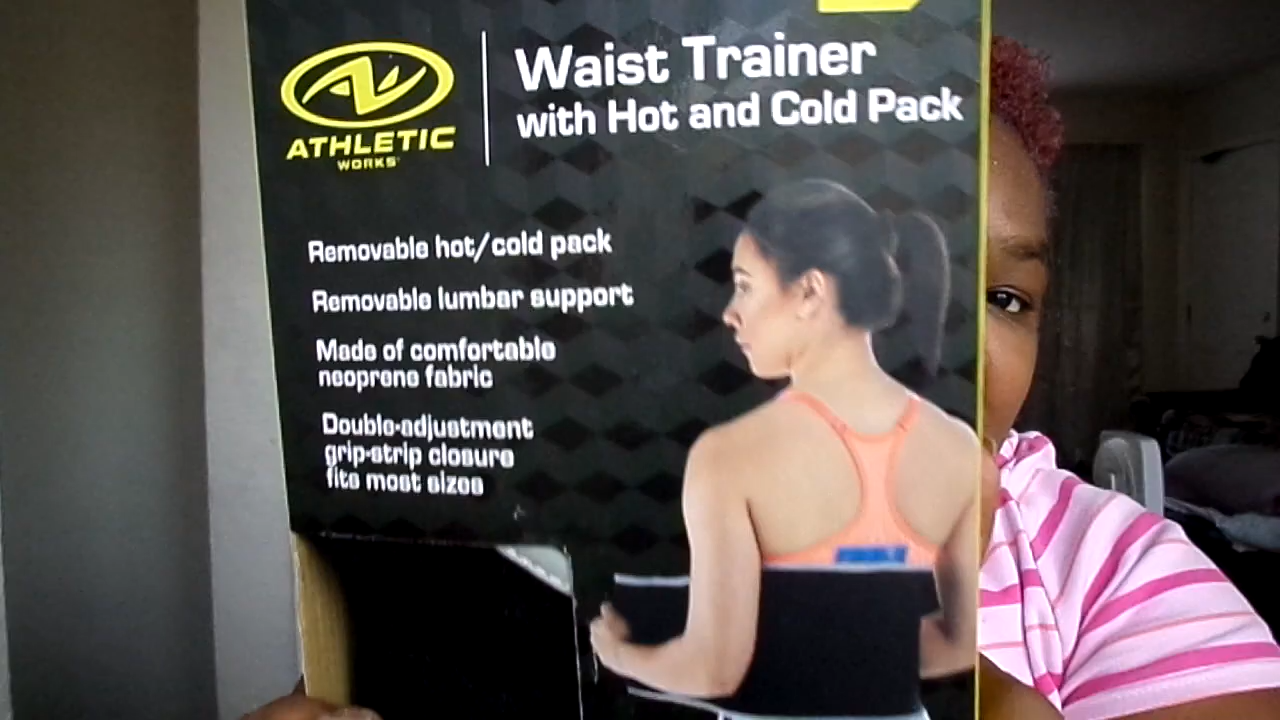 ATHLETIC
WORKS
Waist Trainer
with Hot and Cold Pack
Removable hot/cold pack
Removable lumbar support
Made of comfortable
neoprene fabric
Double-adjustment
grip-strip closure
fits most sizes